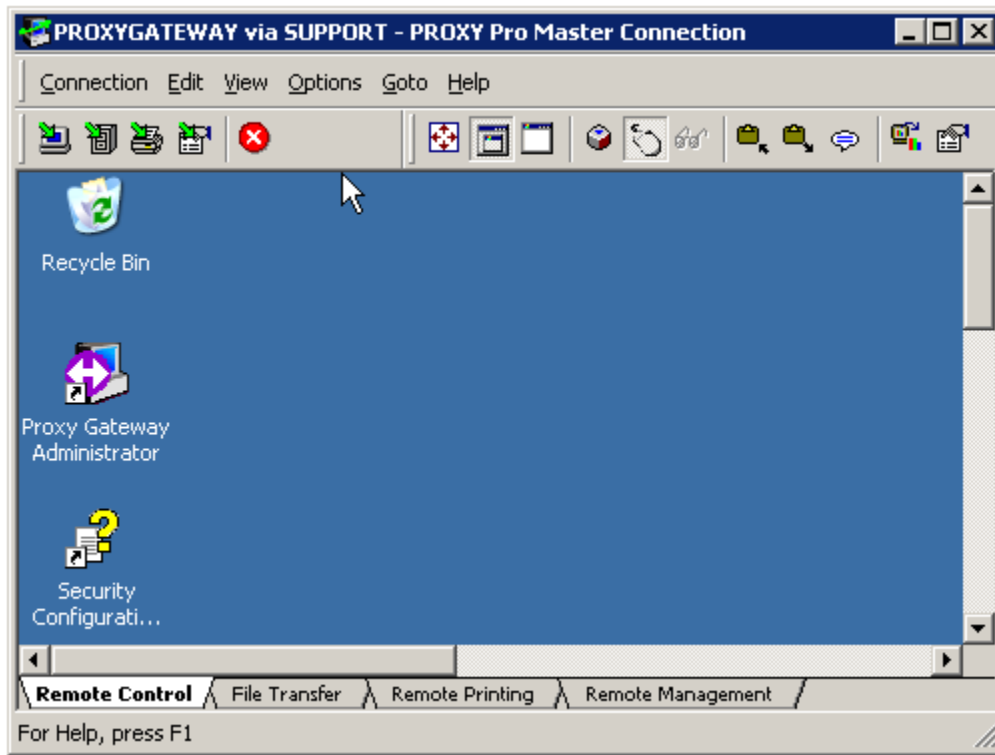 PROXYGATEWAY via SUPPORT - PROXY Pro Master Connection
Connection Edit View Options Goto Help
Recycle Bin
Proxy Gateway
Administrator
Security
Configurati...
Remote Control File Transfer Remote Printing Remote Management
For Help, press F1